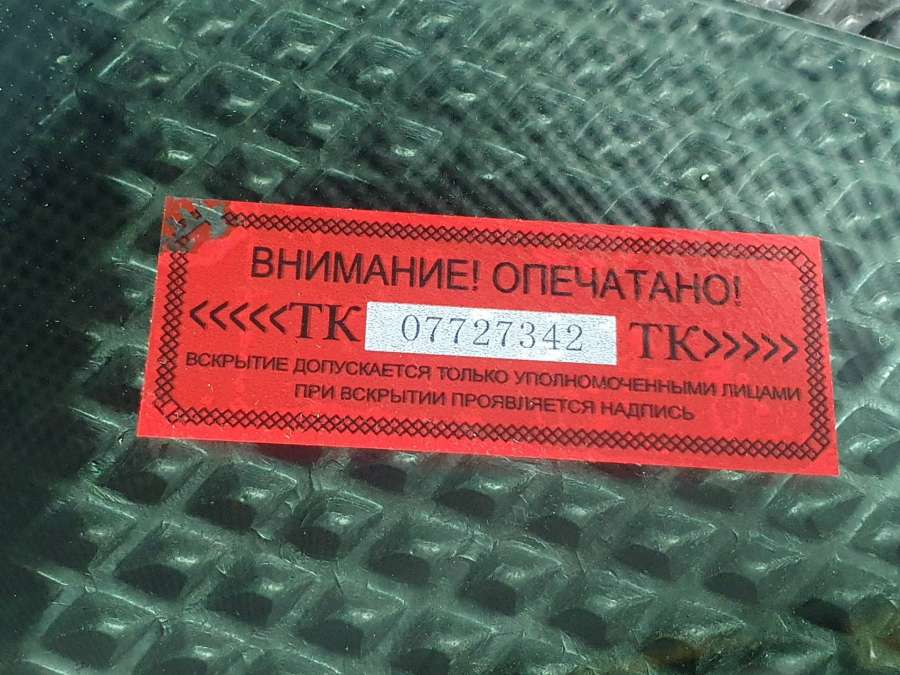 ВНИМАНИЕ! ОПЕЧАТАНО!
<<<<<ТК 07727342 ТК>>>>>
ВСКРЫТИЕ ДОПУСКАЕТСЯ ТОЛЬКО УПОЛНОМОЧЕННЫМИ ЛИЦАМИ
ПРИ ВСКРЫТИИ ПРОЯВЛЯЕТСЯ НАДПИСЬ